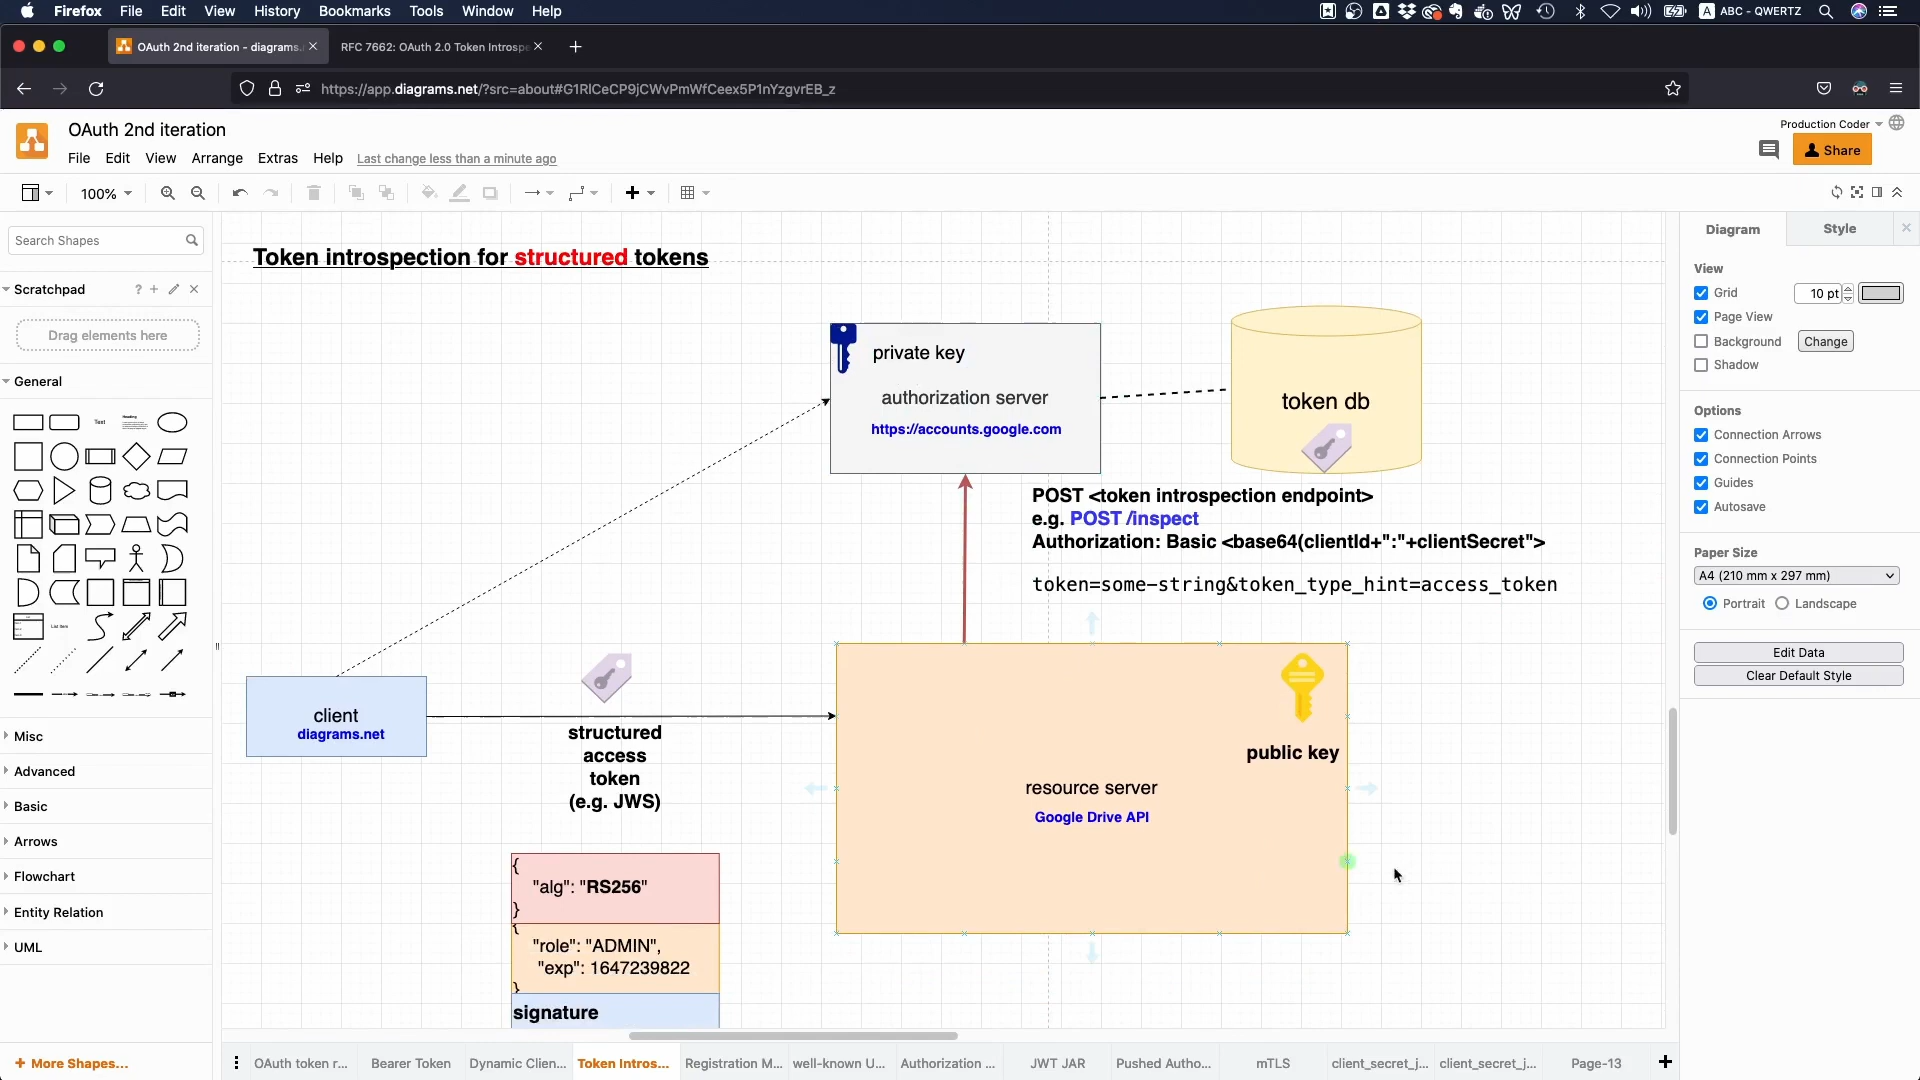 Firefox File Edit View History Bookmarks Tools Window Help
ABC - QWERTZ
OAuth 2nd iteration - diagrams.
RFC 7662: OAuth 2.0 Token Introspe
https://app.diagrams.net/?src=about#G1RlCeCP9jCWvPmWfCeex5P1nYzgvrEB_z
OAuth 2nd iteration
Production Coder
File Edit View Arrange Extras Help Last change less than a minute ago
Share
100%
Search Shapes
Scratchpad
?
Drag elements here
General
Text
Heading
List Item
Misc
Advanced
Basic
Arrows
Flowchart
Entity Relation
UML
+ More Shapes...
Token introspection for structured tokens
private key
authorization server
https://accounts.google.com
token db
POST <token introspection endpoint>
e.g. POST /inspect
Authorization: Basic <base64(clientId+":"+clientSecret">
token=some-string&token_type_hint=access_token
client
diagrams.net
structured
access
token
(e.g. JWS)
public key
resource server
Google Drive API
{
"alg": "RS256"
}
{
"role": "ADMIN",
"exp": 1647239822
}
signature
Diagram
Style
View
Grid
10 pt
Page View
Background
Change
Shadow
Options
Connection Arrows
Connection Points
Guides
Autosave
Paper Size
A4 (210 mm x 297 mm)
Portrait
Landscape
Edit Data
Clear Default Style
OAuth token r...
Bearer Token
Dynamic Clien...
Token Intros...
Registration M...
well-known U...
Authorization ...
JWT JAR
Pushed Autho...
mTLS
client_secret_j...
client_secret_j...
Page-13